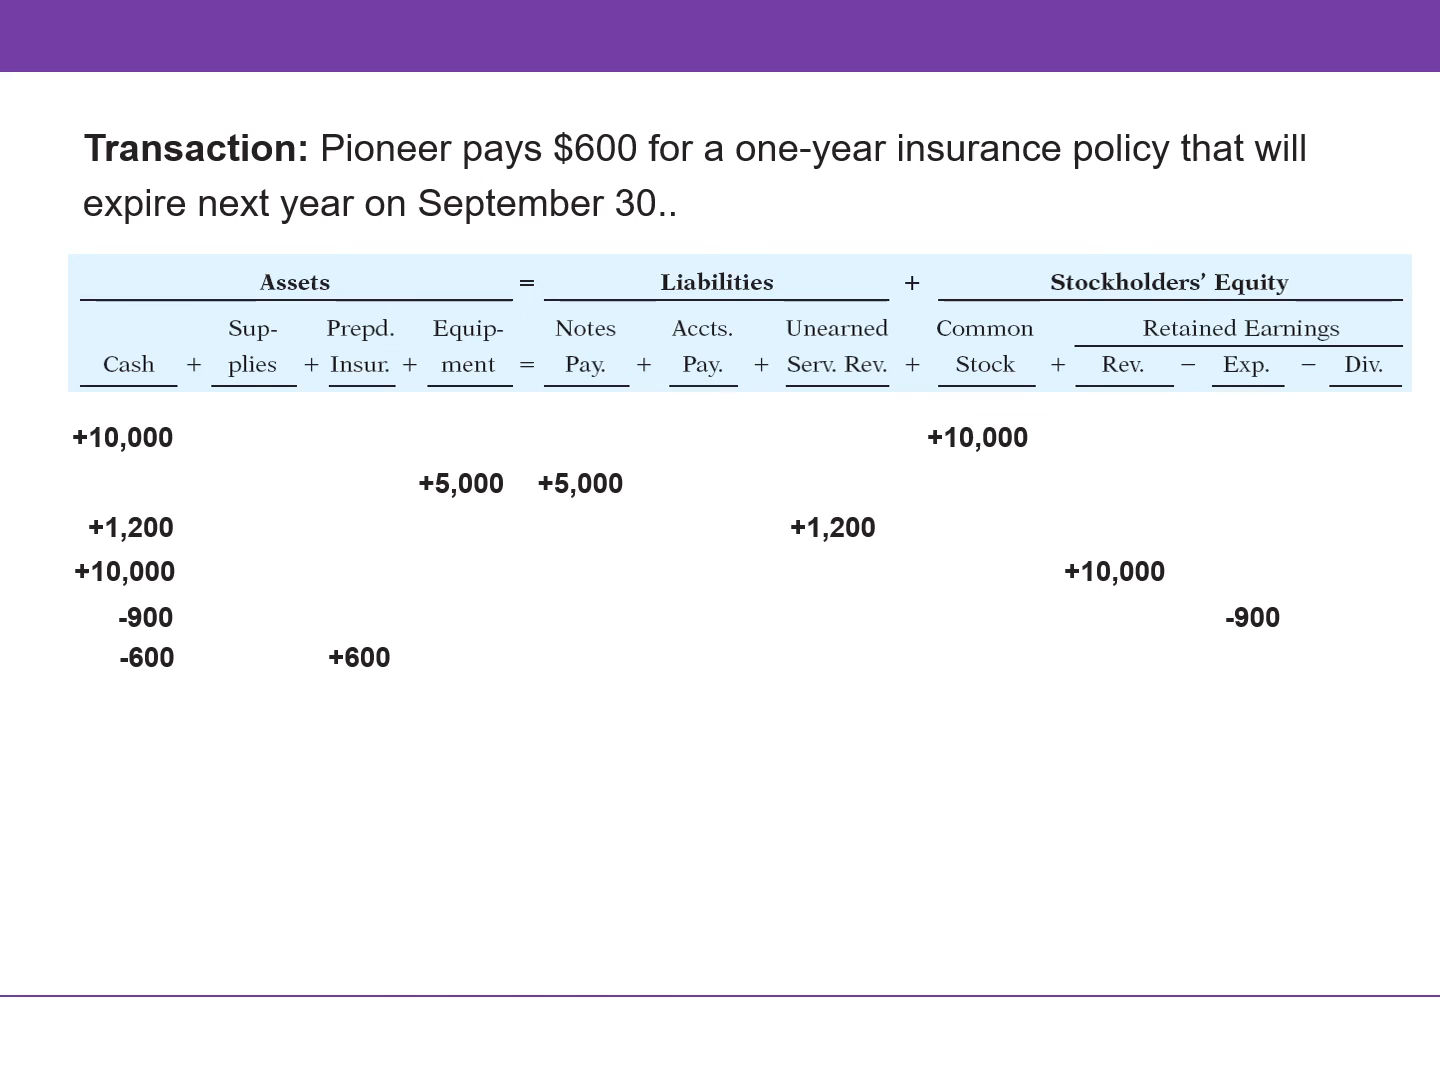 Transaction: Pioneer pays $600 for a one-year insurance policy that will
expire next year on September 30..
Assets = Liabilities + Stockholders’ Equity
Sup- Prepd. Equip- Notes Accts. Unearned Common Retained Earnings
Cash + plies + Insur. + ment = Pay. + Pay. + Serv. Rev. + Stock + Rev. − Exp. − Div.
+10,000 +10,000
+5,000 +5,000
+1,200 +1,200
+10,000 +10,000
-900 -900
-600 +600